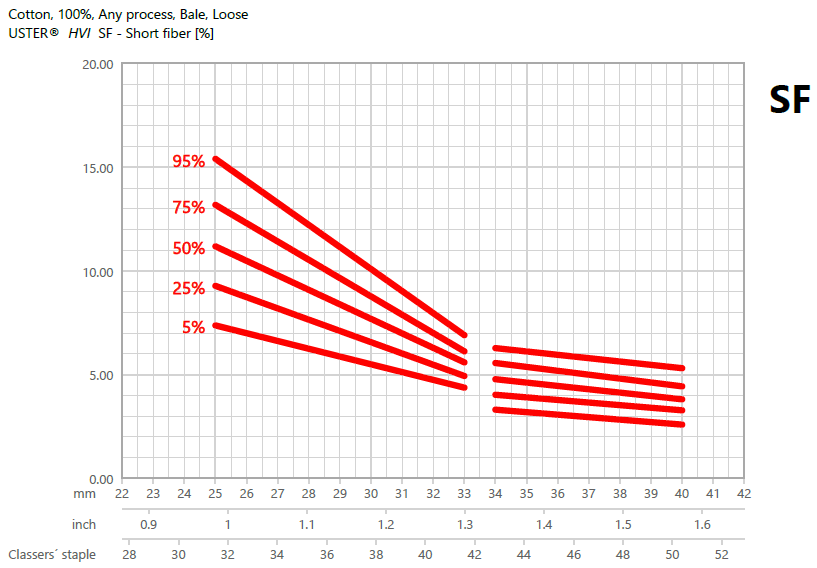 Cotton, 100%, Any process, Bale, Loose
USTER® HVI SF - Short fiber [%]
SF
20.00
15.00
10.00
5.00
0.00
95%
75%
50%
25%
5%
mm 22 23 24 25 26 27 28 29 30 31 32 33 34 35 36 37 38 39 40 41 42
inch 0.9 1 1.1 1.2 1.3 1.4 1.5 1.6
Classers´ staple 28 30 32 34 36 38 40 42 44 46 48 50 52